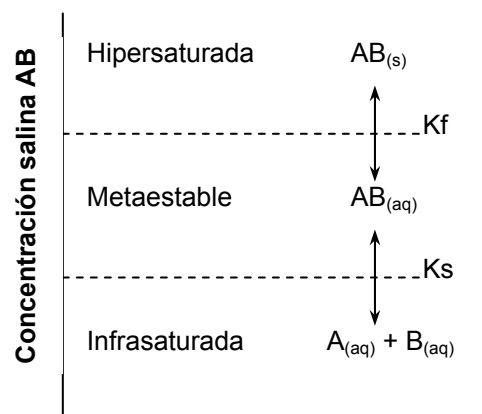 Concentración salina AB
Hipersaturada AB(s)
Kf
Metaestable AB(aq)
Ks
Infrasaturada A(aq) + B(aq)